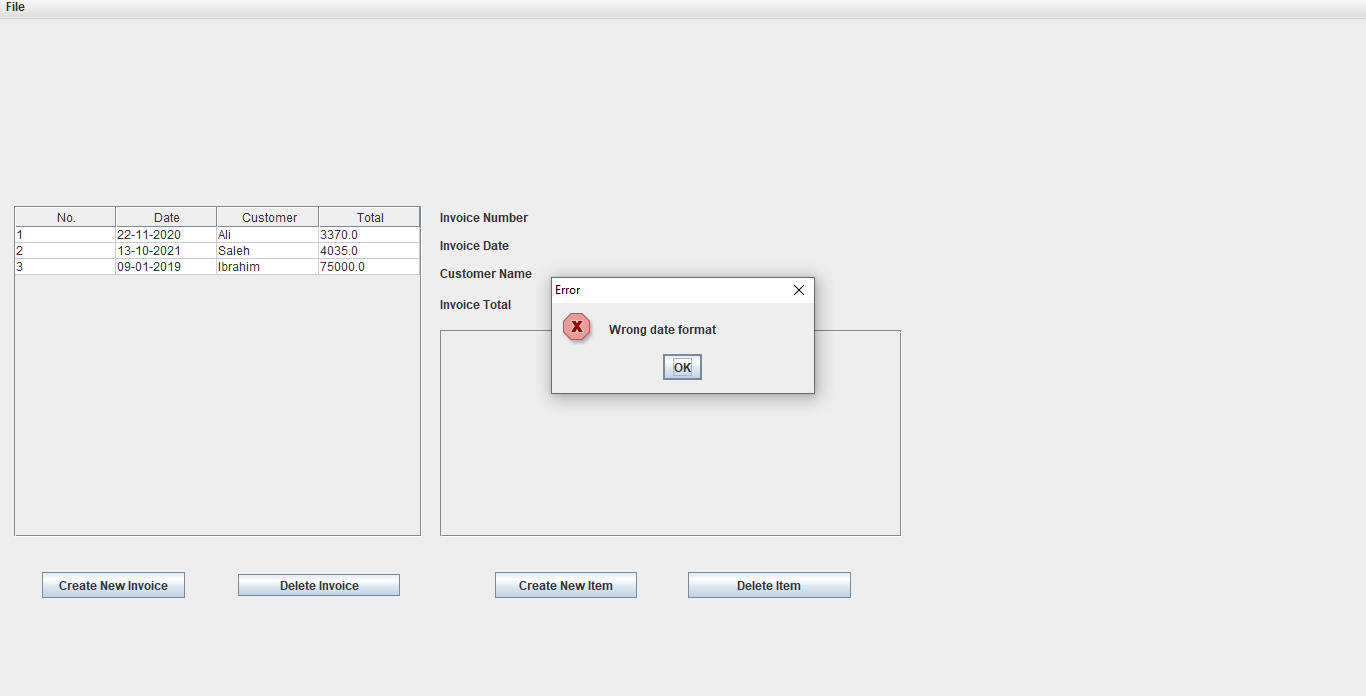 File
No. Date Customer Total
1 22-11-2020 Ali 3370.0
2 13-10-2021 Saleh 4035.0
3 09-01-2019 Ibrahim 75000.0
Invoice Number
Invoice Date
Customer Name
Invoice Total
Error
X
Wrong date format
OK
Create New Invoice Delete Invoice Create New Item Delete Item